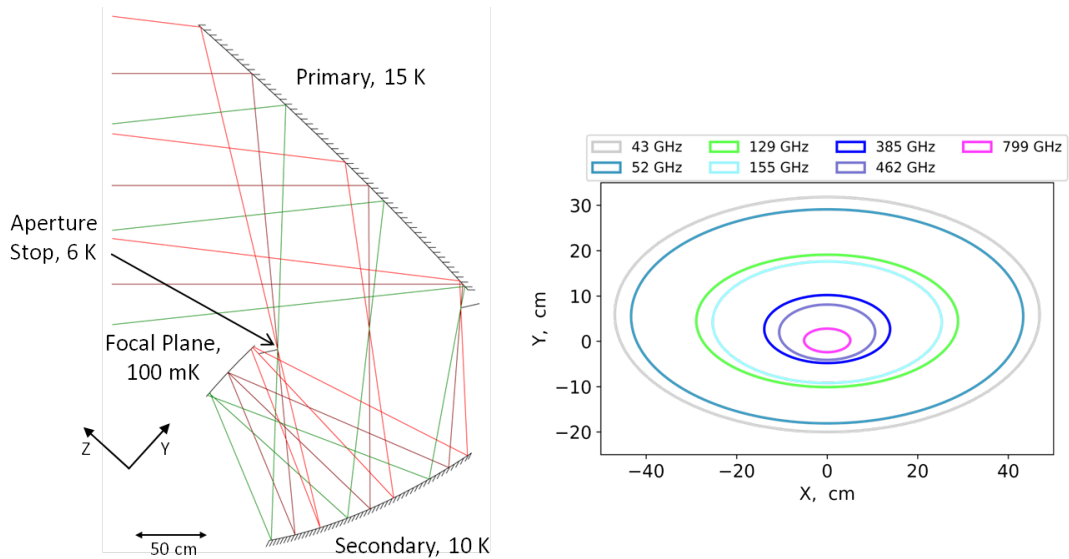 Primary, 15 K
Aperture
Stop, 6 K
Focal Plane,
100 mK
Z
Y
50 cm
Secondary, 10 K
43 GHz 129 GHz 385 GHz 799 GHz
52 GHz 155 GHz 462 GHz
30
20
10
0
−10
−20
Y, cm
−40 −20 0 20 40
X, cm